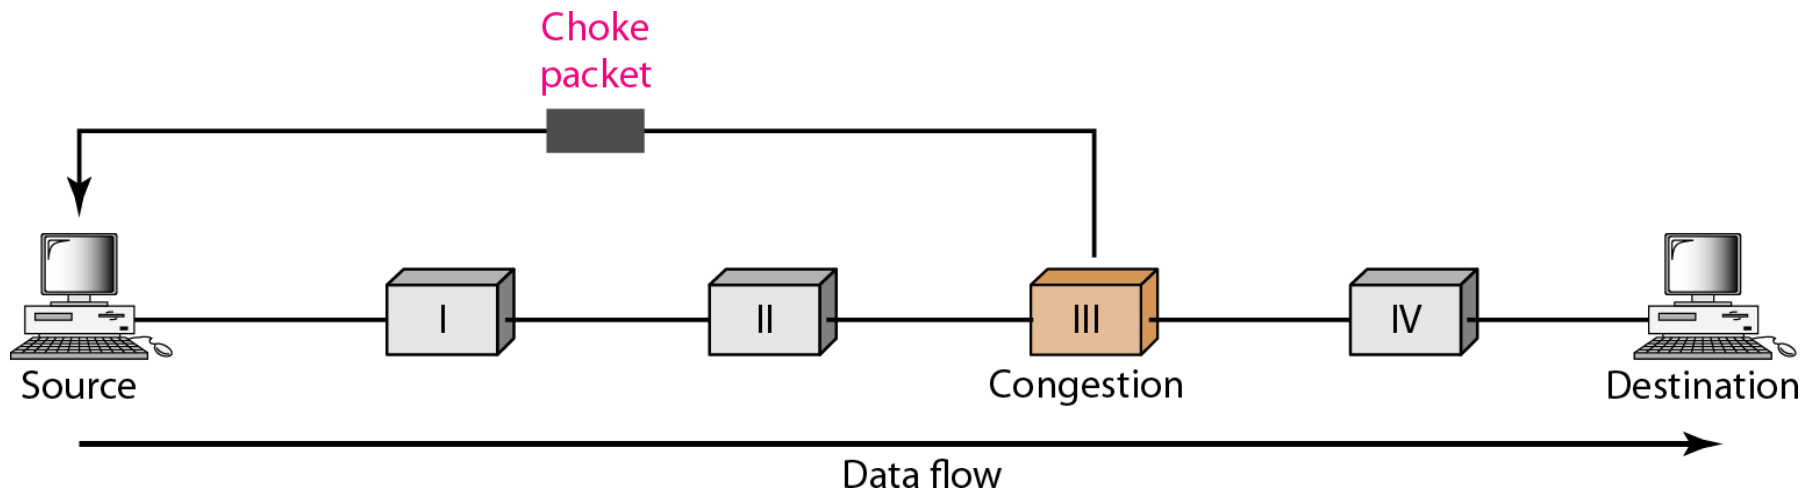 Choke
packet
I
II
III
IV
Source
Congestion
Destination
Data flow